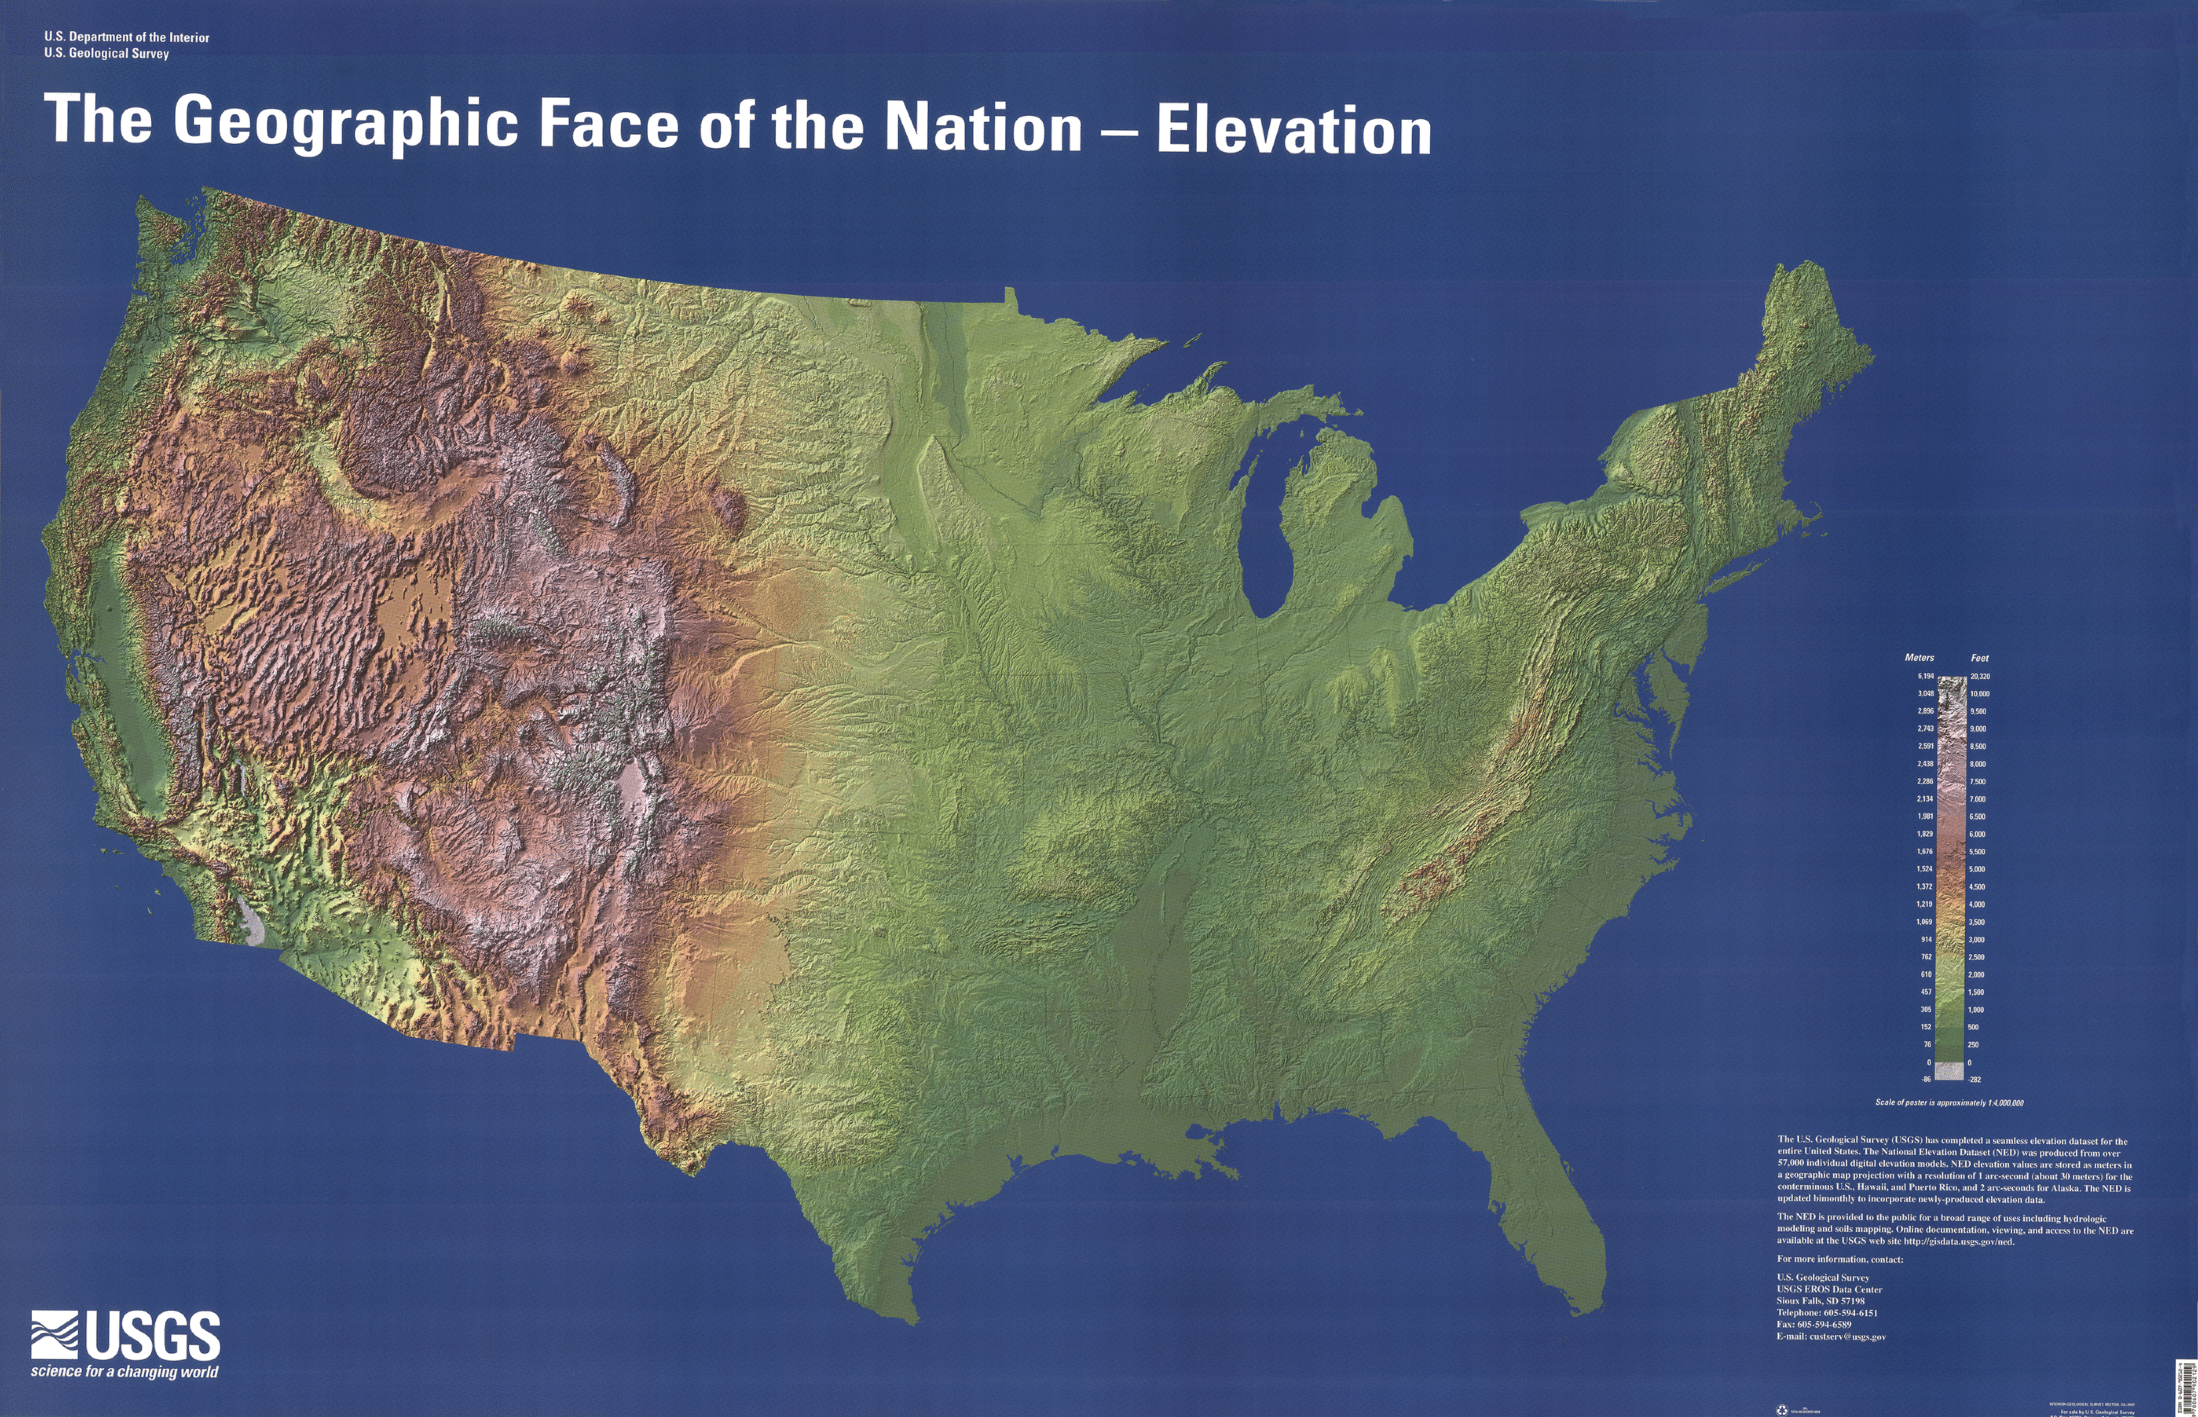 U.S. Department of the Interior
U.S. Geological Survey
The Geographic Face of the Nation – Elevation
Meters Feet
6,194 20,320
3,048 10,000
2,896 9,500
2,743 9,000
2,591 8,500
2,438 8,000
2,286 7,500
2,134 7,000
1,981 6,500
1,829 6,000
1,676 5,500
1,524 5,000
1,372 4,500
1,219 4,000
1,069 3,500
914 3,000
762 2,500
610 2,000
457 1,500
305 1,000
152 500
76 250
0 0
-86 -282
Scale of poster is approximately 1:4,000,000
The U.S. Geological Survey (USGS) has completed a seamless elevation dataset for the
entire United States. The National Elevation Dataset (NED) was produced from over
57,000 individual digital elevation models. NED elevation values are stored as meters in
a geographic map projection with a resolution of 1 arc-second (about 30 meters) for the
conterminous U.S., Hawaii, and Puerto Rico, and 2 arc-seconds for Alaska. The NED is
updated bimonthly to incorporate newly-produced elevation data.
The NED is provided to the public for a broad range of uses including hydrologic
modeling and soils mapping. Online documentation, viewing, and access to the NED are
available at the USGS web site http://gisdata.usgs.gov/ned.
For more information, contact:
U.S. Geological Survey
USGS EROS Data Center
Sioux Falls, SD 57198
Telephone: 605-594-6151
Fax: 605-594-6589
E-mail: custserv@usgs.gov
USGS
science for a changing world
For sale by U.S. Geological Survey